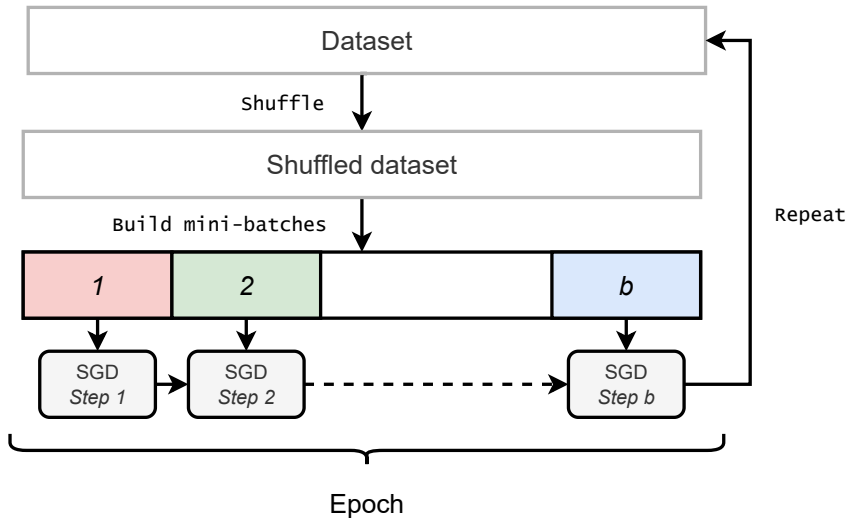 Dataset
Shuffle
Shuffled dataset
Build mini-batches
Repeat
1
2
b
SGD
Step 1
SGD
Step 2
SGD
Step b
Epoch